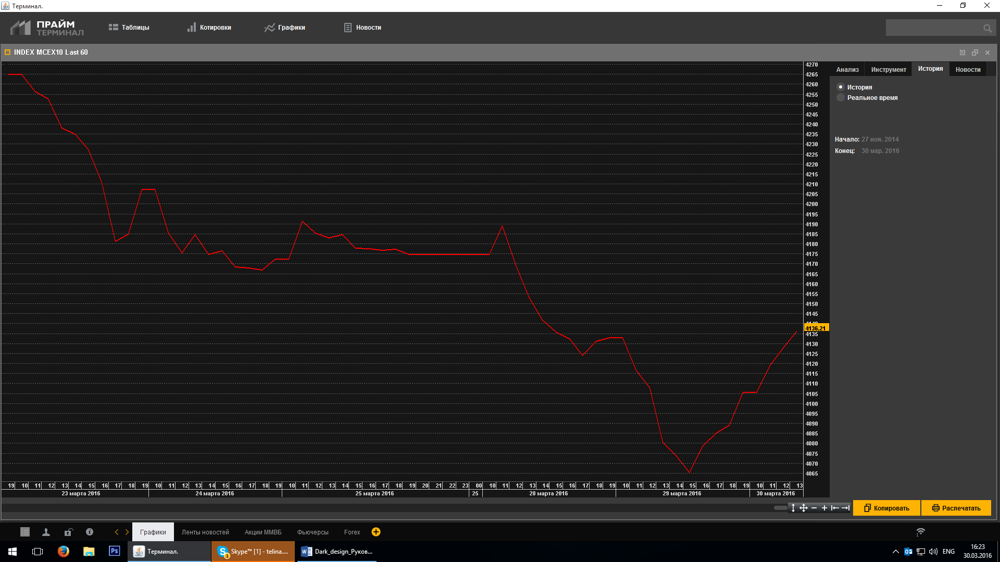 Терминал.
ПРАЙМ
ТЕРМИНАЛ
Таблицы
Котировки
Графики
Новости
INDEX MCEX10 Last 60
Анализ
Инструмент
История
Новости
История
Реальное время
Начало: 27 ноя. 2014
Конец: 30 мар. 2016
4270
4265
4260
4255
4250
4245
4240
4235
4230
4225
4220
4215
4210
4205
4200
4195
4190
4185
4180
4175
4170
4165
4160
4155
4150
4145
4140
4136.21
4135
4130
4125
4120
4115
4110
4105
4100
4095
4090
4085
4080
4075
4070
4065
19 10 11 12 13 14 15 16 17 18 19 10 11 12 13 14 15 16 17 18 19 10 11 12 13 14 15 16 17 18 19 20 21 22 23 00 10 11 12 13 14 15 16 17 18 19 10 11 12 13 14 15 16 17 18 19 10 11 12 13
23 марта 2016 24 марта 2016 25 марта 2016 25 28 марта 2016 29 марта 2016 30 марта 2016
Копировать
Распечатать
Графики
Ленты новостей
Акции ММВБ
Фьючерсы
Forex
1
Ps
Терминал.
1
Skype™ [1] - telina....
Dark_design_Руков...
ENG
16:23
30.03.2016